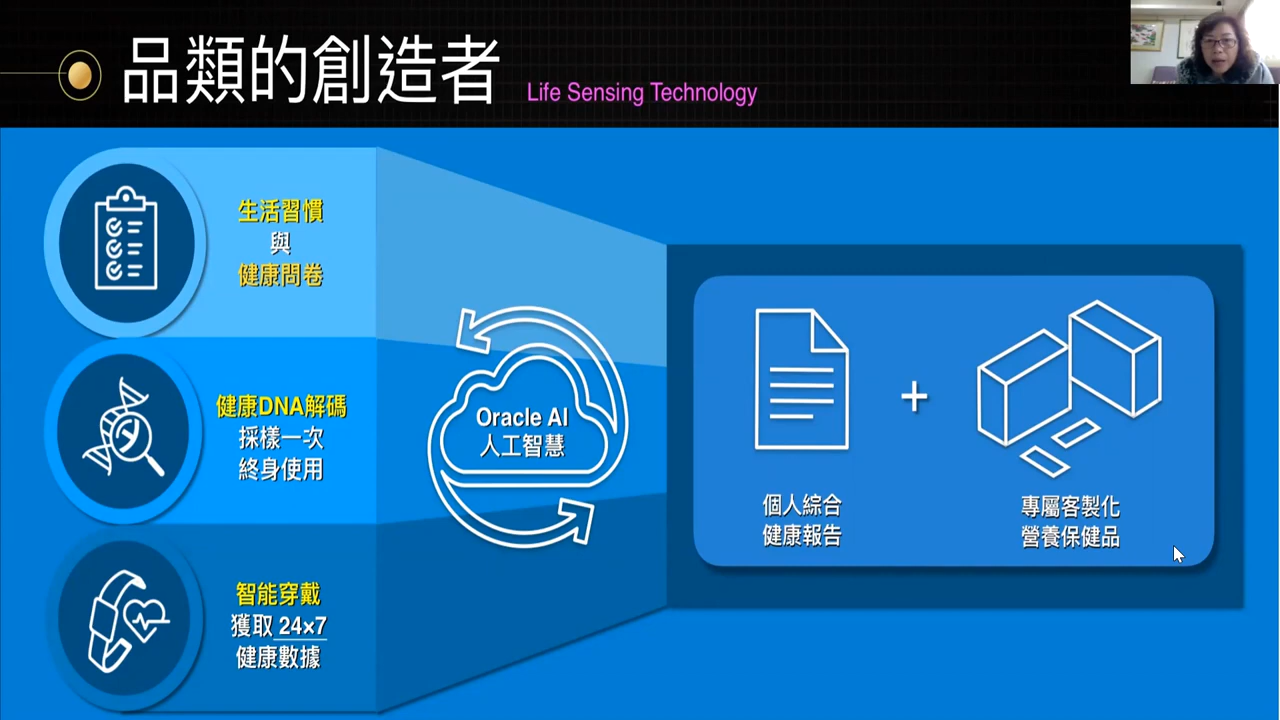 品類的創造者
Life Sensing Technology
生活習慣
與
健康問卷
健康DNA解碼
採樣一次
終身使用
智能穿戴
獲取 24×7
健康數據
Oracle AI
人工智慧
+
個人綜合
健康報告
專屬客製化
營養保健品